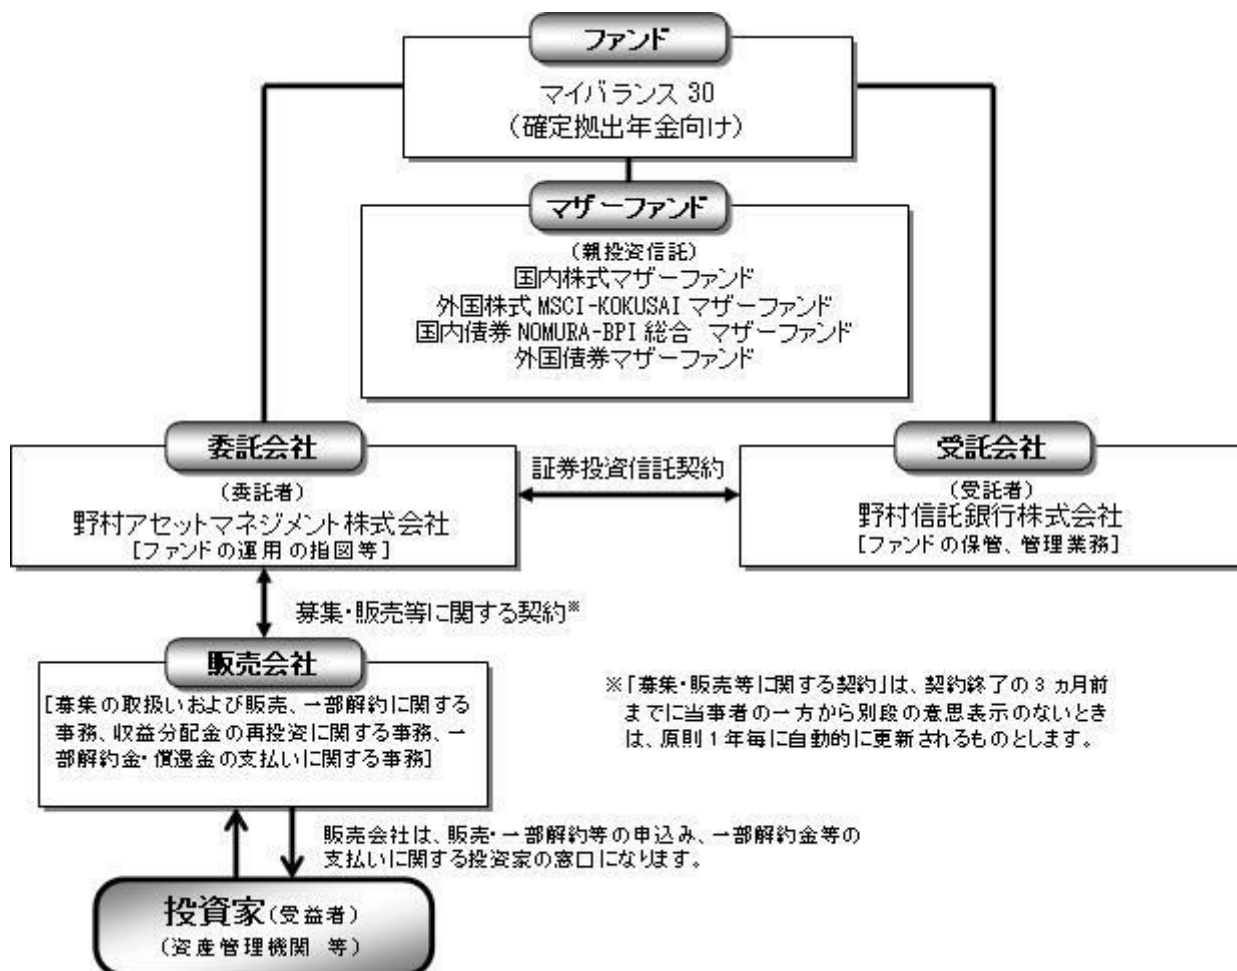 ファンド
マイバランス 30
(確定拠出年金向け)
マザーファンド
(親投資信託)
国内株式マザーファンド
外国株式 MSCI-KOKUSAI マザーファンド
国内債券 NOMURA-BPI 総合 マザーファンド
外国債券マザーファンド
委託会社
(委託者)
野村アセットマネジメント株式会社
[ファンドの運用の指図等]
証券投資信託契約
受託会社
(受託者)
野村信託銀行株式会社
[ファンドの保管、管理業務]
募集・販売等に関する契約※
販売会社
[募集の取扱いおよび販売、一部解約に関する
事務、収益分配金の再投資に関する事務、一
部解約金・償還金の支払いに関する事務]
※「募集・販売等に関する契約」は、契約終了の 3 ヵ月前
までに当事者の一方から別段の意思表示のないとき
は、原則 1 年毎に自動的に更新されるものとします。
販売会社は、販売・一部解約等の申込み、一部解約金等の
支払いに関する投資家の窓口になります。
投資家(受益者)
(資産管理機関 等)